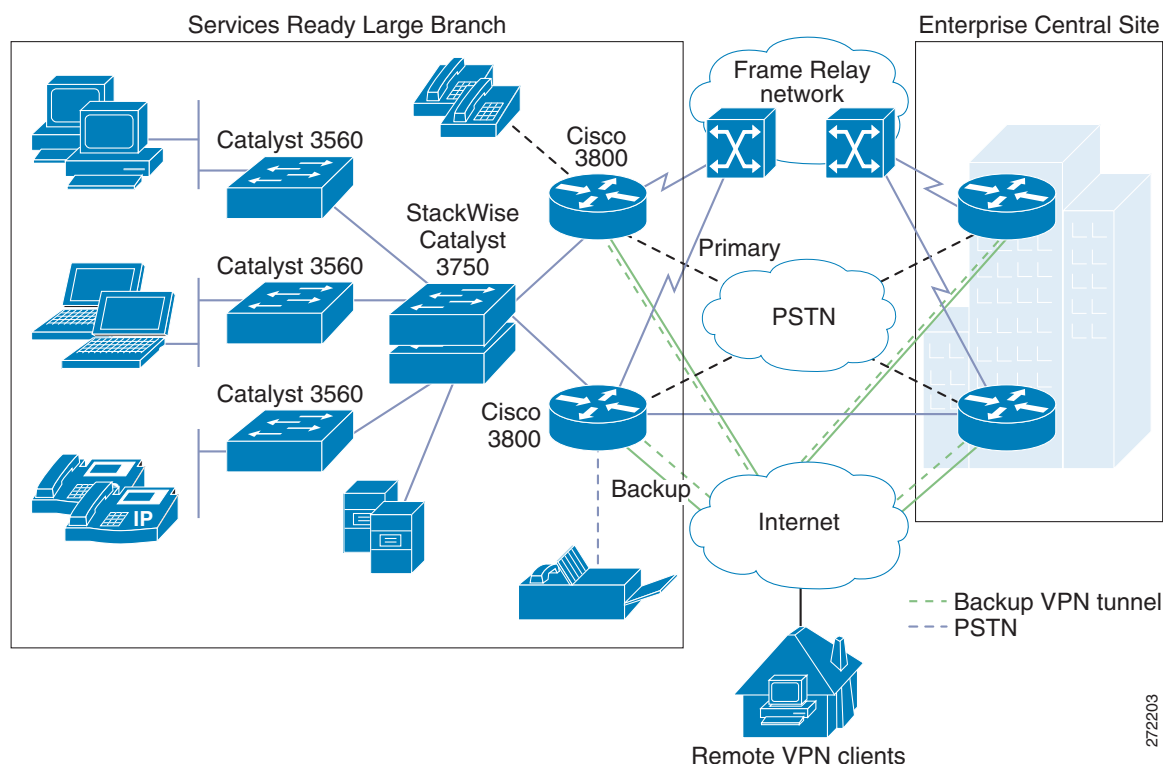 Services Ready Large Branch
Enterprise Central Site
Frame Relay
network
Catalyst 3560
Cisco
3800
StackWise
Catalyst
3750
Primary
Catalyst 3560
PSTN
Catalyst 3560
Cisco
3800
Backup
IP
Internet
Backup VPN tunnel
PSTN
Remote VPN clients
272203